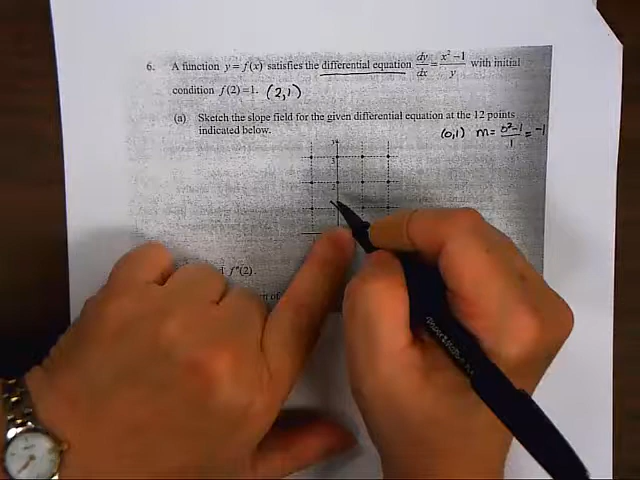 6. A function y = f(x) satisfies the differential equation dy/dx = x² −1/y with initial
condition f(2) = 1. (2,1)
(a) Sketch the slope field for the given differential equation at the 12 points
indicated below.
(0,1) m = 0²-1/1 = -1
y
3
2
f f″(2).
m of